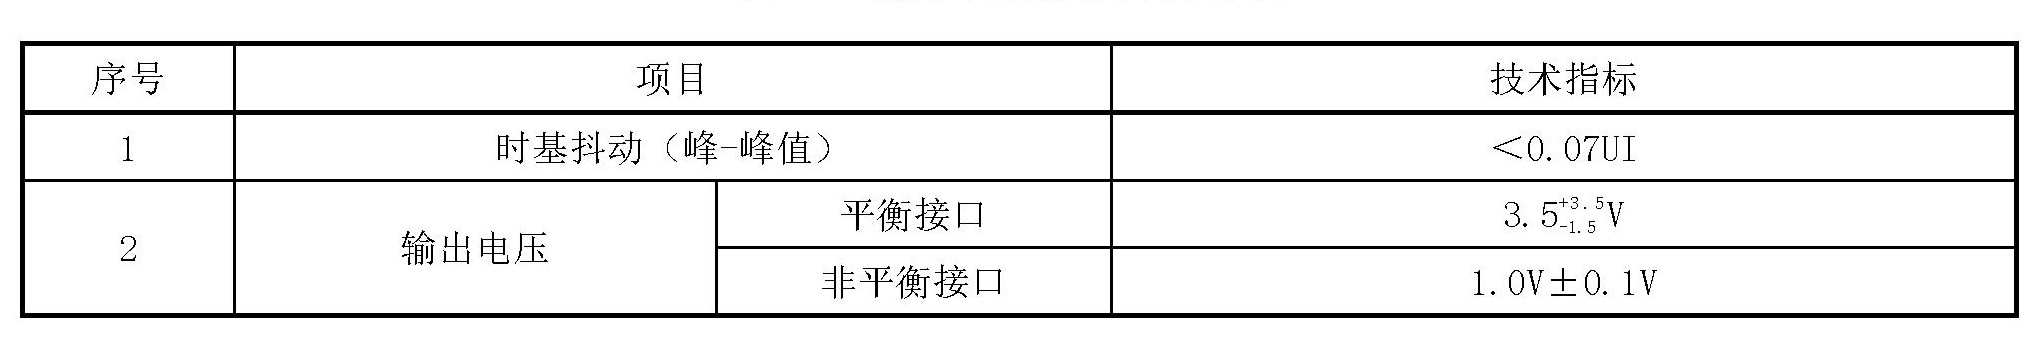 序号 项目 技术指标
1 时基抖动（峰-峰值） ＜0.07UI
2 输出电压 平衡接口 3.5+3.5-1.5V
非平衡接口 1.0V±0.1V